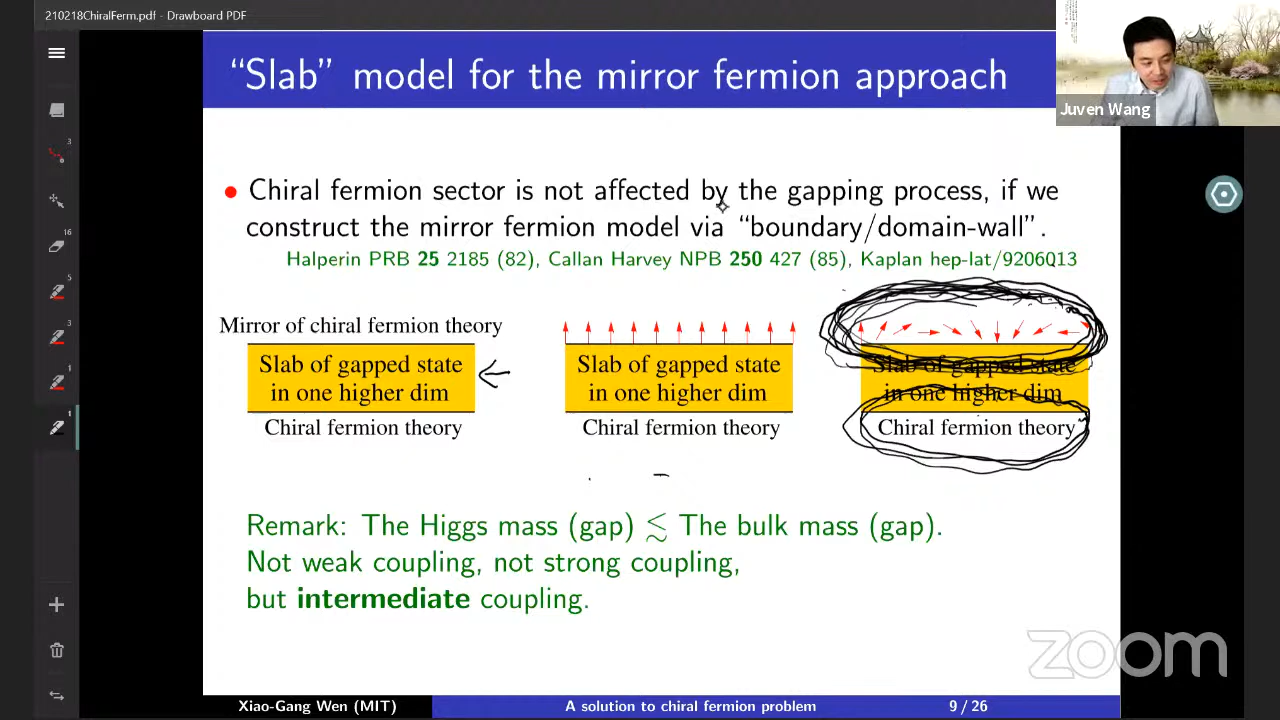 210218ChiralFerm.pdf - Drawboard PDF
"Slab" model for the mirror fermion approach
Juven Wang
• Chiral fermion sector is not affected by the gapping process, if we
construct the mirror fermion model via "boundary/domain-wall".
Halperin PRB 25 2185 (82), Callan Harvey NPB 250 427 (85), Kaplan hep-lat/9206013
Mirror of chiral fermion theory
Slab of gapped state
in one higher dim
Chiral fermion theory
Slab of gapped state
in one higher dim
Chiral fermion theory
Slab of gapped state
in one higher dim
Chiral fermion theory
Remark: The Higgs mass (gap) ≲ The bulk mass (gap).
Not weak coupling, not strong coupling,
but intermediate coupling.
zoom
Xiao-Gang Wen (MIT)
A solution to chiral fermion problem
9 / 26
3
16
5
3
1
1